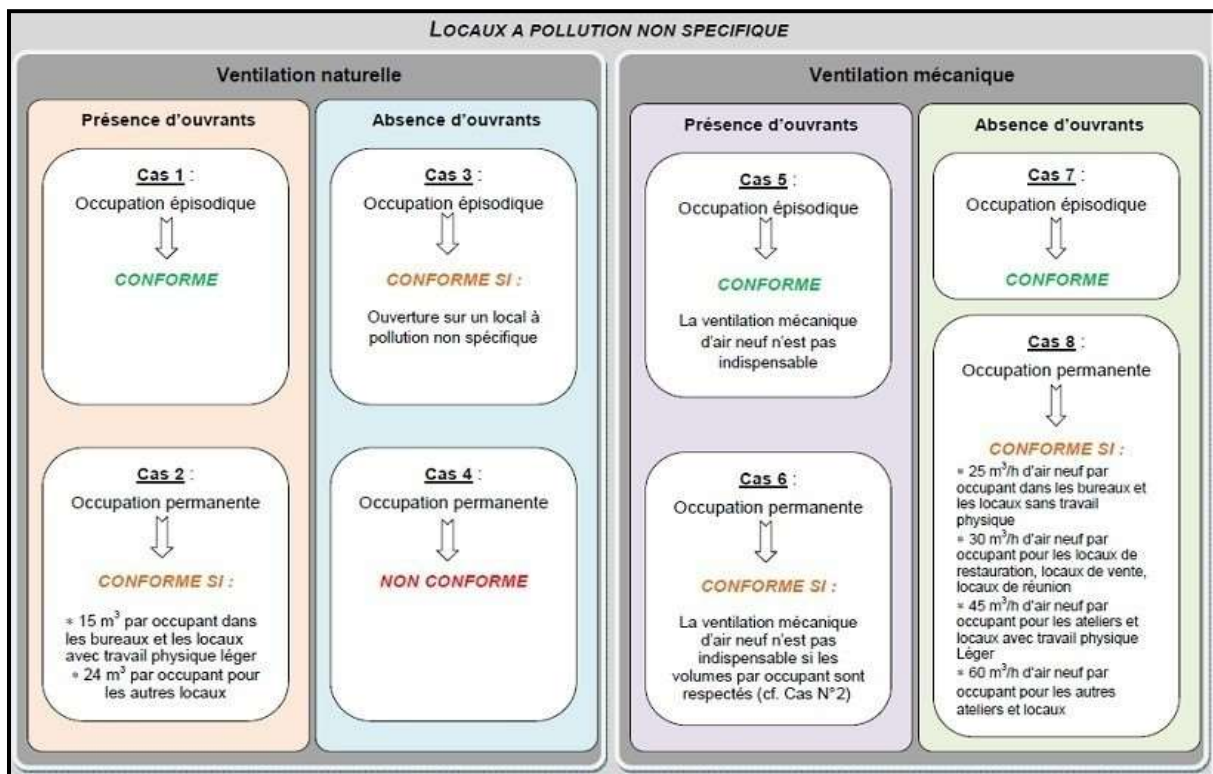 LOCAUX A POLLUTION NON SPECIFIQUE
Ventilation naturelle
Présence d'ouvrants
Cas 1 :
Occupation épisodique
CONFORME
Cas 2 :
Occupation permanente
CONFORME SI :
* 15 m³ par occupant dans
les bureaux et les locaux
avec travail physique léger
* 24 m³ par occupant pour
les autres locaux
Absence d'ouvrants
Cas 3 :
Occupation épisodique
CONFORME SI :
Ouverture sur un local à
pollution non spécifique
Cas 4 :
Occupation permanente
NON CONFORME
Ventilation mécanique
Présence d'ouvrants
Cas 5 :
Occupation épisodique
CONFORME
La ventilation mécanique
d'air neuf n'est pas
indispensable
Cas 6 :
Occupation permanente
CONFORME SI :
La ventilation mécanique
d'air neuf n'est pas
indispensable si les
volumes par occupant sont
respectés (cf. Cas N°2)
Absence d'ouvrants
Cas 7 :
Occupation épisodique
CONFORME
Cas 8 :
Occupation permanente
CONFORME SI :
* 25 m³/h d'air neuf par
occupant dans les bureaux et
les locaux sans travail
physique
* 30 m³/h d'air neuf par
occupant pour les locaux de
restauration, locaux de vente,
locaux de réunion
* 45 m³/h d'air neuf par
occupant pour les ateliers et
locaux avec travail physique
Léger
* 60 m³/h d'air neuf par
occupant pour les autres
ateliers et locaux